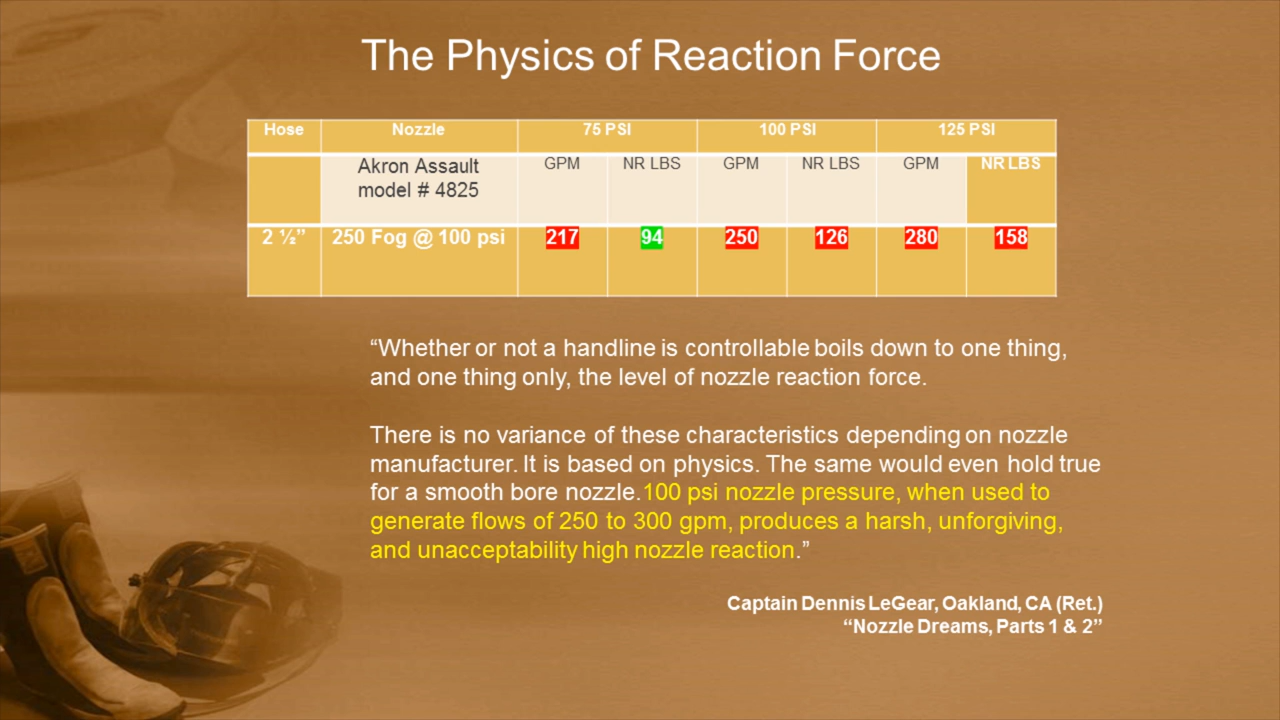 The Physics of Reaction Force
Hose Nozzle 75 PSI 100 PSI 125 PSI
Akron Assault GPM NR LBS GPM NR LBS GPM NR LBS
model # 4825
2 ½” 250 Fog @ 100 psi 217 94 250 126 280 158
“Whether or not a handline is controllable boils down to one thing,
and one thing only, the level of nozzle reaction force.
There is no variance of these characteristics depending on nozzle
manufacturer. It is based on physics. The same would even hold true
for a smooth bore nozzle.100 psi nozzle pressure, when used to
generate flows of 250 to 300 gpm, produces a harsh, unforgiving,
and unacceptability high nozzle reaction.”
Captain Dennis LeGear, Oakland, CA (Ret.)
“Nozzle Dreams, Parts 1 & 2”